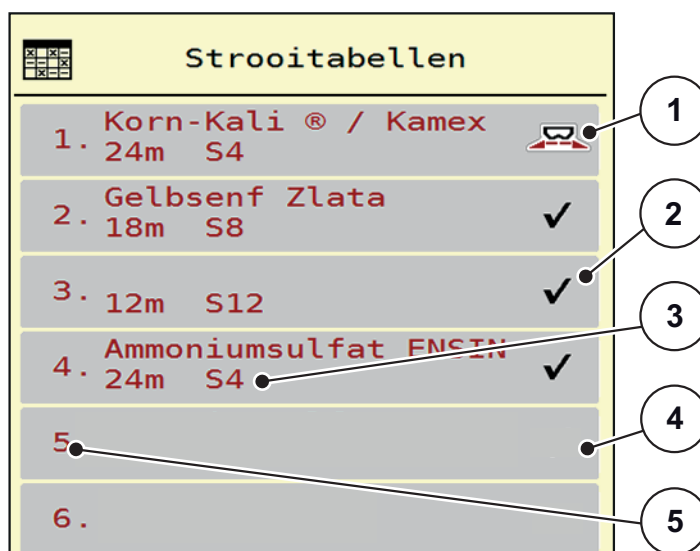 Strooitabellen
1. Korn-Kali ® / Kamex
24m S4
2. Gelbsenf Zlata
18m S8
3.
12m S12
4. Ammoniumsulfat ENSIN
24m S4
5
6.
1
2
3
4
5